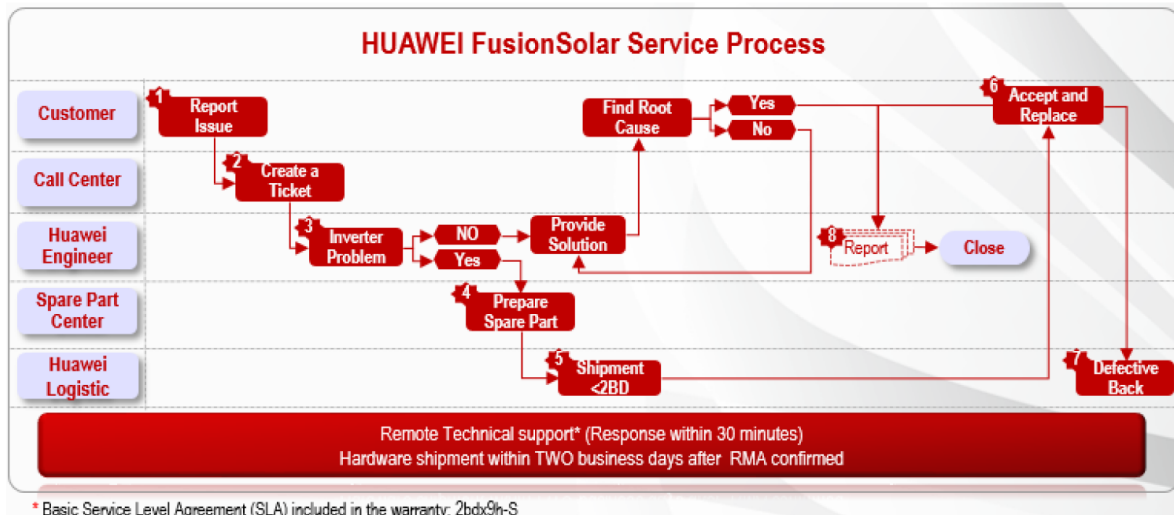 HUAWEI FusionSolar Service Process
Customer
1
Report
Issue
Find Root
Cause
Yes
No
6
Accept and
Replace
Call Center
2
Create a
Ticket
Huawei
Engineer
3
Inverter
Problem
NO
Yes
Provide
Solution
8
Report
Close
Spare Part
Center
4
Prepare
Spare Part
Huawei
Logistic
5
Shipment
<2BD
7
Defective
Back
Remote Technical support* (Response within 30 minutes)
Hardware shipment within TWO business days after RMA confirmed
* Basic Service Level Agreement (SLA) included in the warranty: 2bdx9h-S